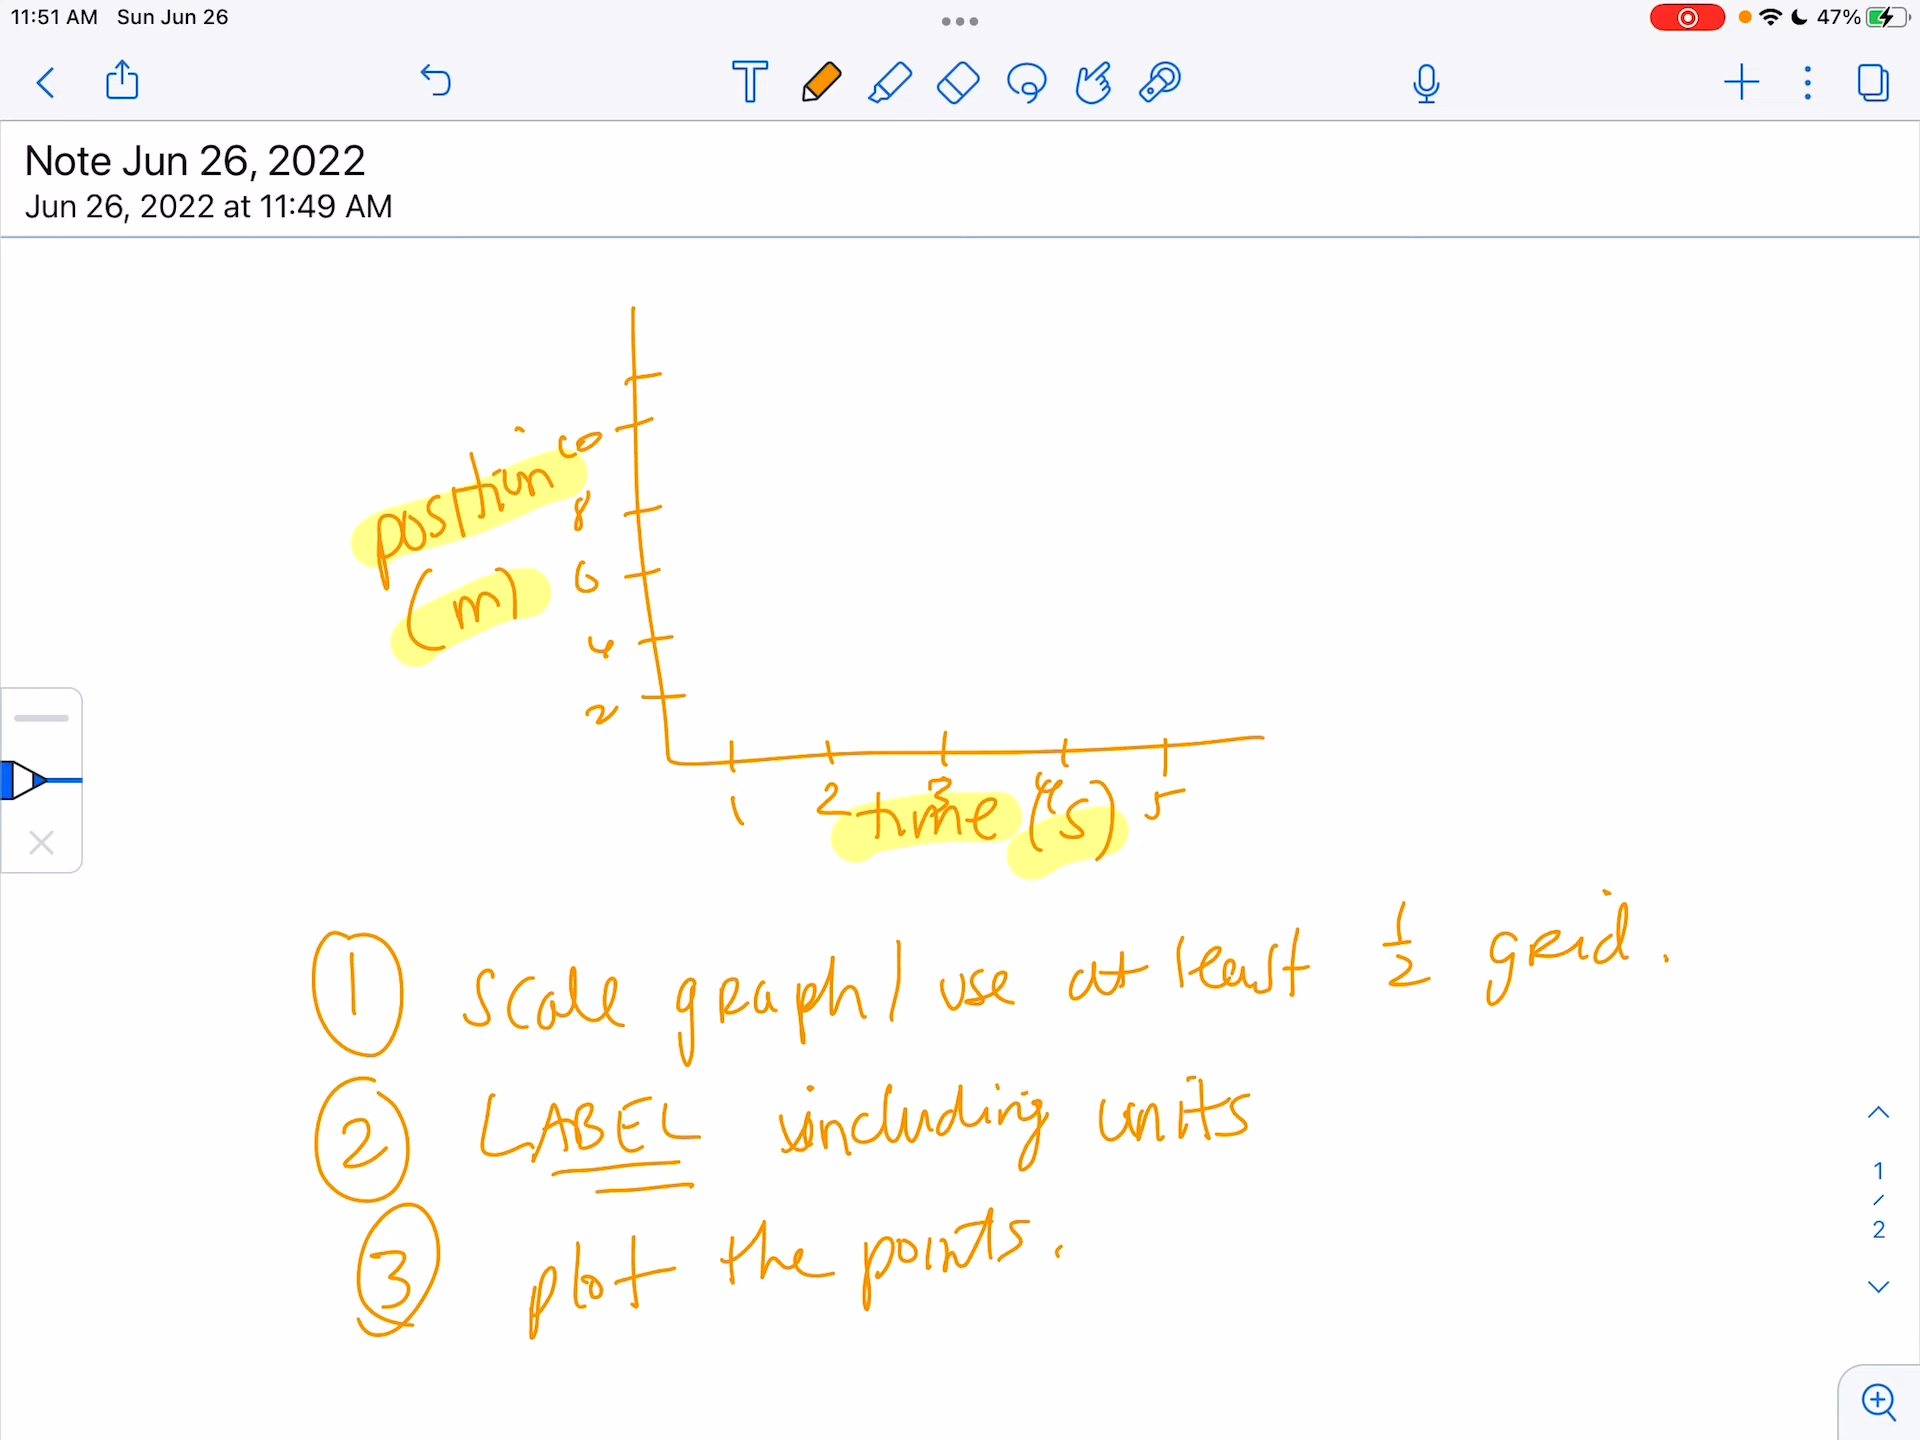 11:51 AM Sun Jun 26
47%
T
Note Jun 26, 2022
Jun 26, 2022 at 11:49 AM
position
(m)
10
8
6
4
2
1 2 3 4 5
time (s)
1 scale graph / use at least 1/2 grid.
2 LABEL including units
3 plot the points.
1
/
2